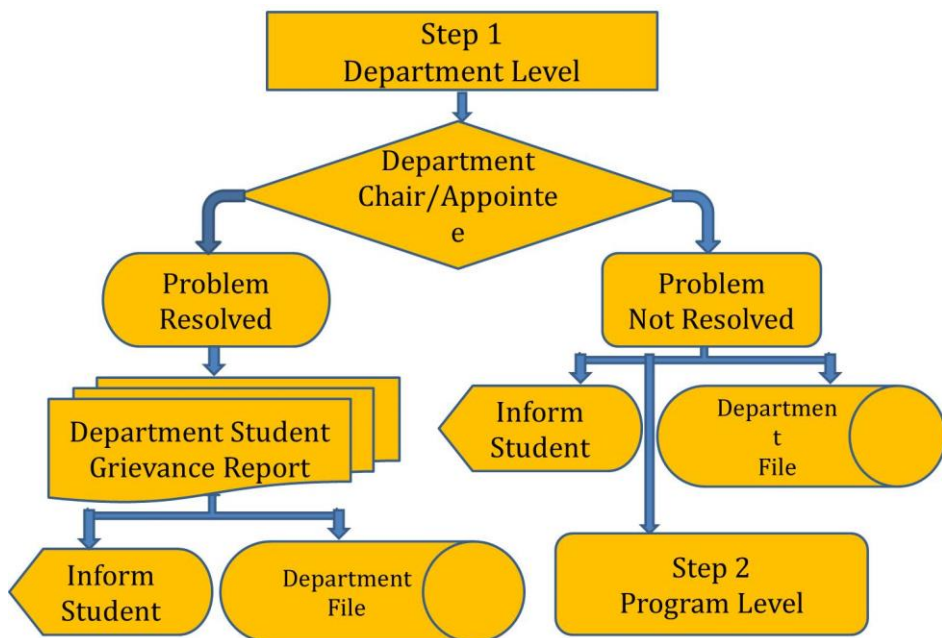 Step 1
Department Level
Department
Chair/Appointe
e
Problem
Resolved
Problem
Not Resolved
Department Student
Grievance Report
Inform
Student
Departmen
t
File
Inform
Student
Department
File
Step 2
Program Level